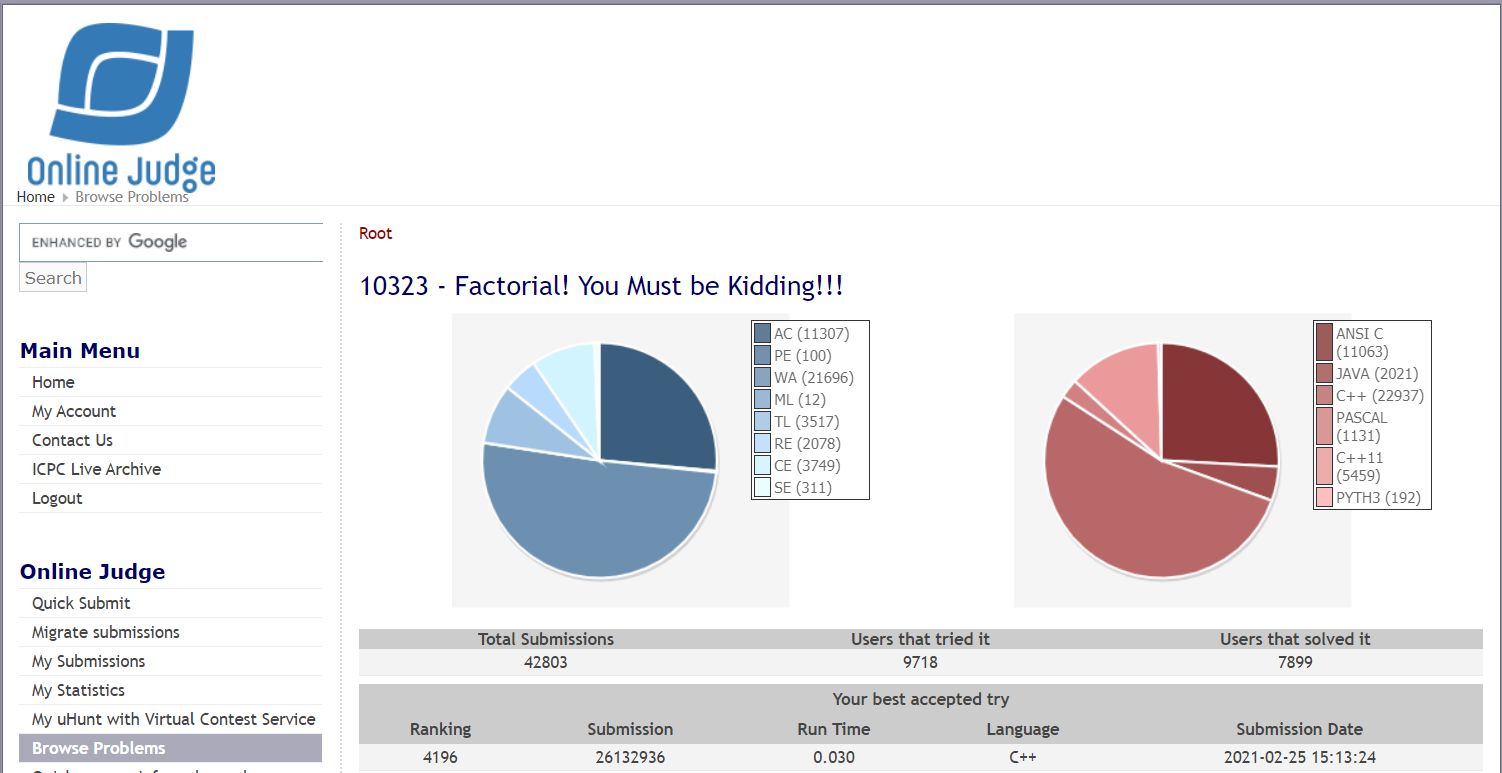 Online Judge
Home Browse Problems
ENHANCED BY Google
Search
Main Menu
Home
My Account
Contact Us
ICPC Live Archive
Logout
Online Judge
Quick Submit
Migrate submissions
My Submissions
My Statistics
My uHunt with Virtual Contest Service
Browse Problems
Root
10323 - Factorial! You Must be Kidding!!!
AC (11307)
PE (100)
WA (21696)
ML (12)
TL (3517)
RE (2078)
CE (3749)
SE (311)
ANSI C
(11063)
JAVA (2021)
C++ (22937)
PASCAL
(1131)
C++11
(5459)
PYTH3 (192)
Total Submissions Users that tried it Users that solved it
42803 9718 7899
Your best accepted try
Ranking Submission Run Time Language Submission Date
4196 26132936 0.030 C++ 2021-02-25 15:13:24